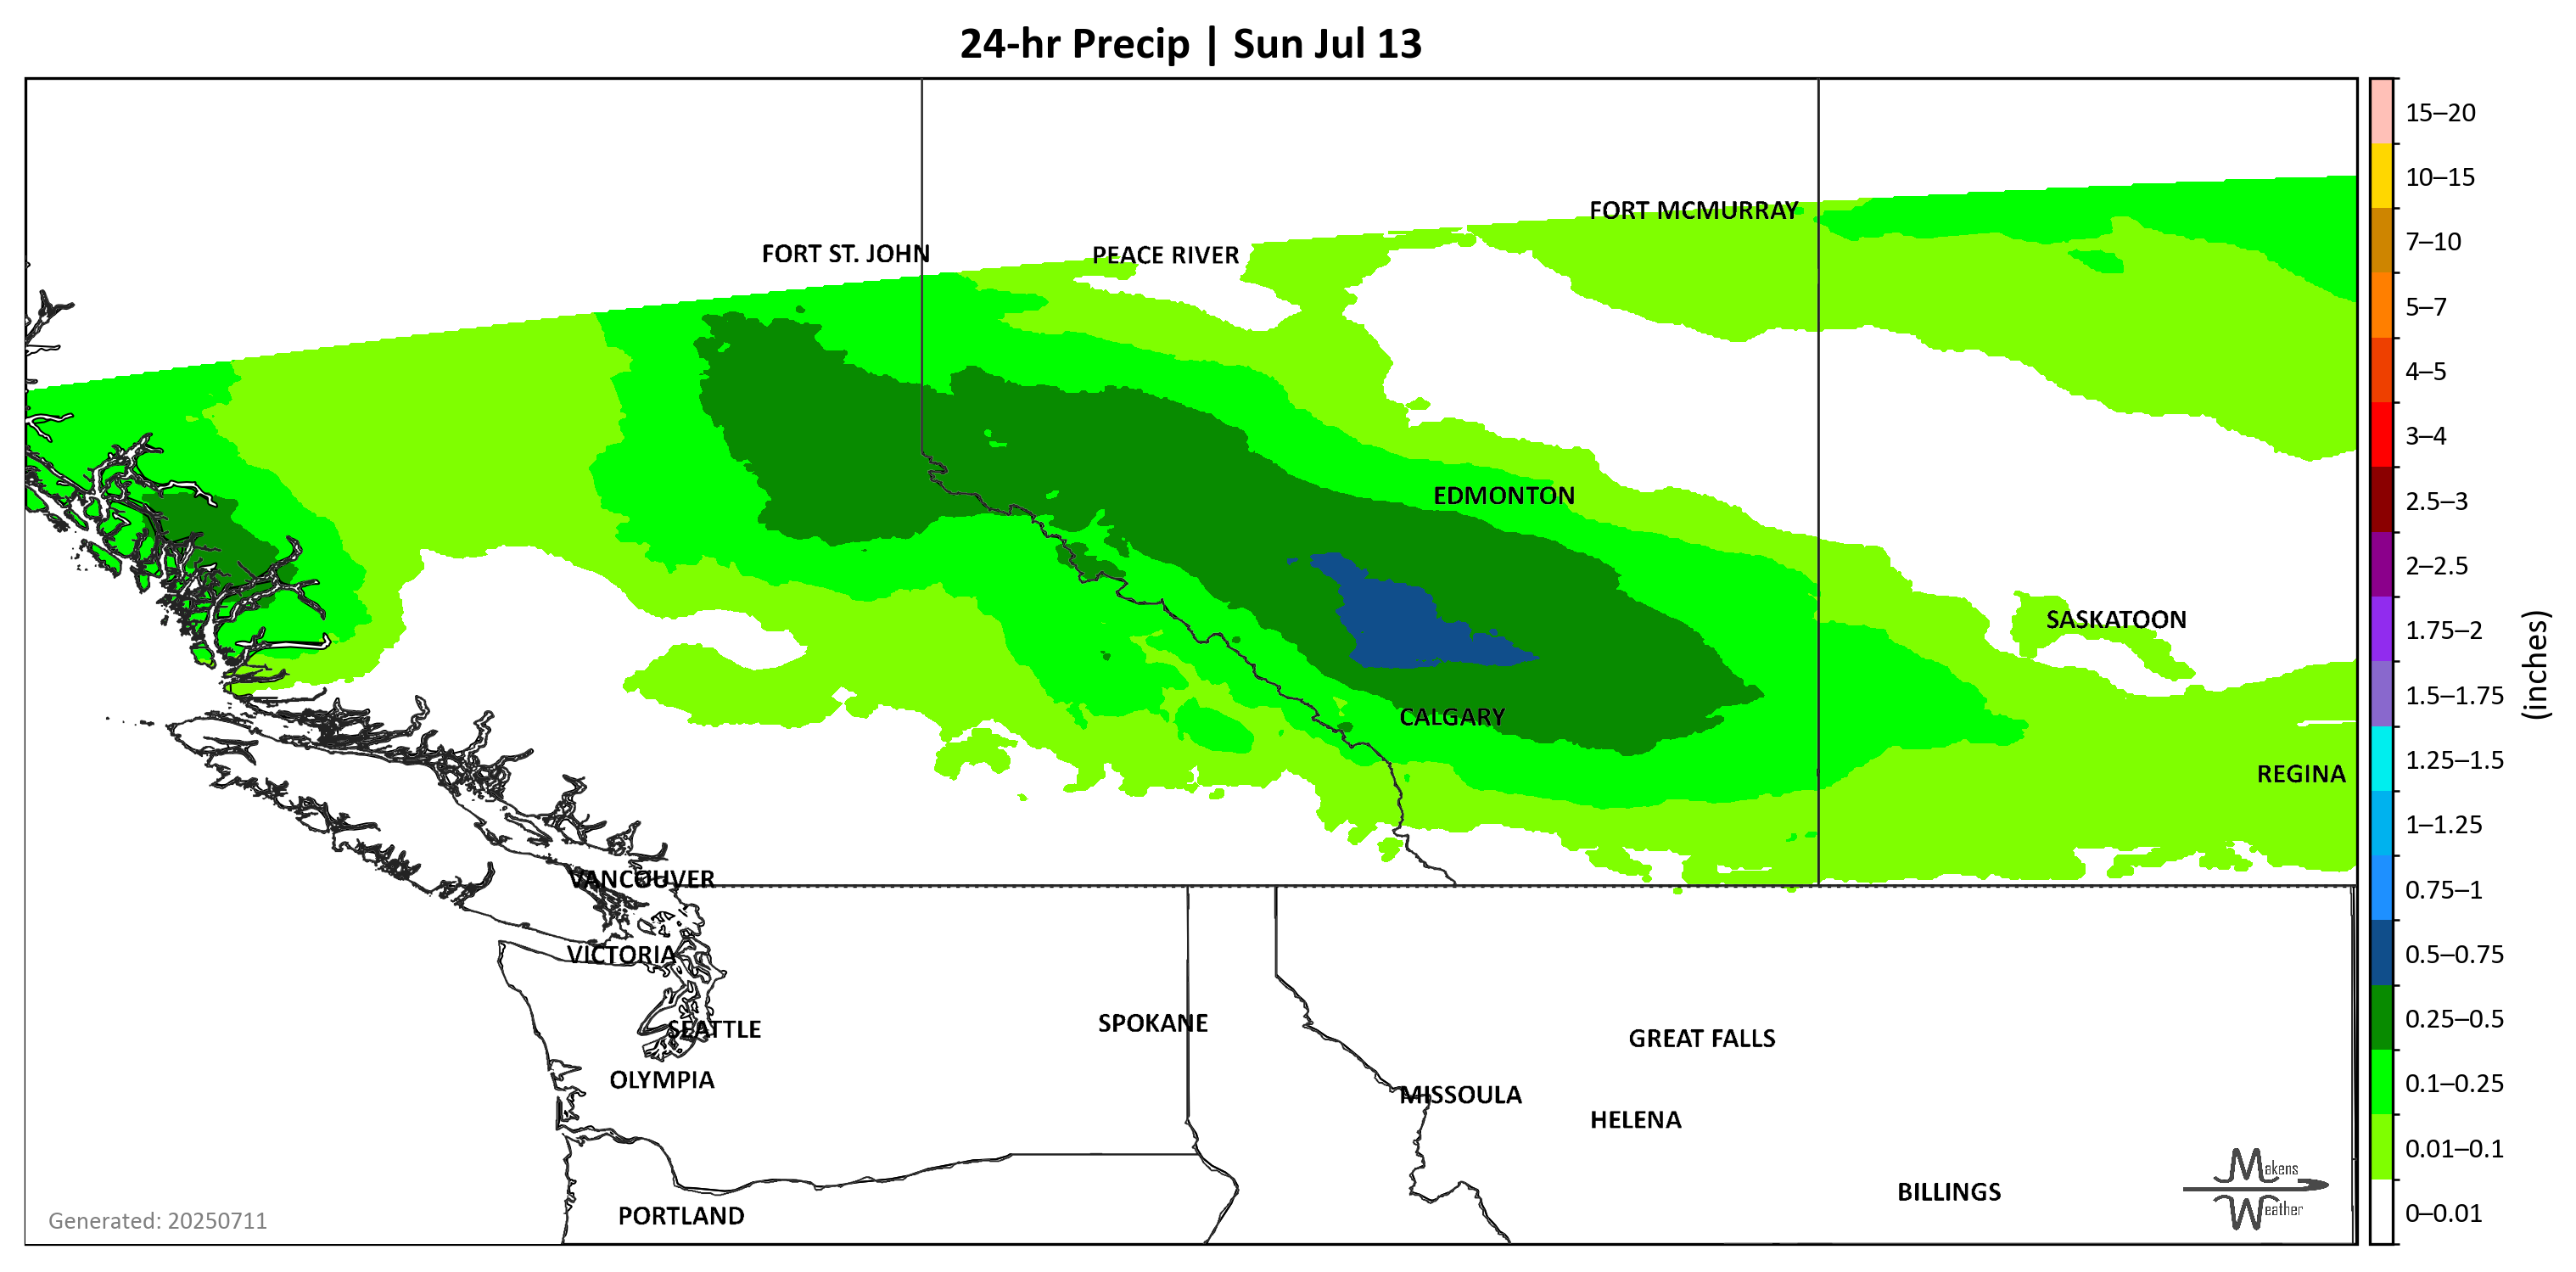 24-hr Precip | Sun Jul 13
15–20
10–15
7–10
5–7
4–5
3–4
2.5–3
2–2.5
1.75–2
1.5–1.75
1.25–1.5
1–1.25
0.75–1
0.5–0.75
0.25–0.5
0.1–0.25
0.01–0.1
0–0.01
(inches)
FORT MCMURRAY
FORT ST. JOHN
PEACE RIVER
EDMONTON
SASKATOON
CALGARY
REGINA
VANCOUVER
VICTORIA
SEATTLE
SPOKANE
GREAT FALLS
OLYMPIA
MISSOULA
HELENA
BILLINGS
PORTLAND
Makens
Weather
Generated: 20250711